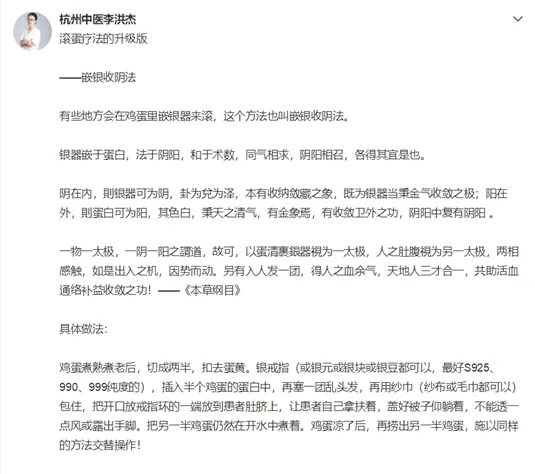 杭州中医李洪杰
滚蛋疗法的升级版
——嵌银收阴法
有些地方会在鸡蛋里嵌银器来滚，这个方法也叫嵌银收阴法。
银器嵌于蛋白，法于阴阳，和于术数，同气相求，阴阳相召，各得其宜是也。
阴在内，則银器可为阴，卦为兌为泽，本有收纳敛藏之象，既为银器当秉金气收敛之极；阳在
外，則蛋白可为阳，其色白，秉天之清气，有金象焉，有收敛卫外之功，阴阳中复有阴阳 。
一物一太极，一阴一阳之謂道，故可，以蛋清裹銀器視为一太极，人之肚腹視为另一太极，两相
感触，如是出入之机，因势而动。另有入人发一团，得人之血余气，天地人三才合一，共助活血
通络补益收敛之功！——《本草纲目》
具体做法：
鸡蛋煮熟煮老后，切成两半，扣去蛋黄。银戒指（或银元或银块或银豆都可以，最好S925、
990、999纯度的），插入半个鸡蛋的蛋白中，再塞一团乱头发，再用纱巾（纱布或毛巾都可以）
包住，把开口放戒指环的一端放到患者肚脐上，让患者自己拿扶着，盖好被子仰躺着，不能透一
点风或露出手脚。把另一半鸡蛋仍然在开水中煮着。鸡蛋凉了后，再捞出另一半鸡蛋，施以同样
的方法交替操作！